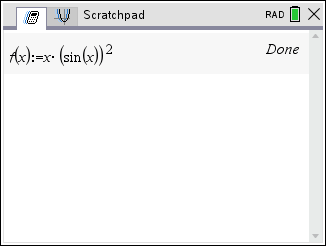 Scratchpad RAD
f(x):=x·(sin(x))² Done